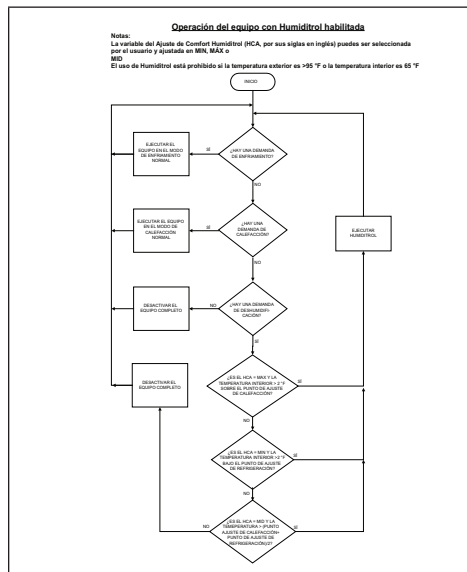 Operación del equipo con Humiditrol habilitada
Notas:
La variable del Ajuste de Comfort Humiditrol (HCA, por sus siglas en inglés) puedes ser seleccionada
por el usuario y ajustada en MIN, MÁX o
MID
El uso de Humiditrol está prohibido si la temperatura exterior es >95 °F o la temperatura interior es 65 °F
INICIO
EJECUTAR EL
EQUIPO EN EL MODO
DE ENFRIAMIENTO
NORMAL
SÍ
¿HAY UNA DEMANDA
DE ENFRIAMIENTO?
NO
EJECUTAR EL EQUIPO
EN EL MODO DE
CALEFACCIÓN
NORMAL
SÍ
¿HAY UNA
DEMANDA DE
CALEFACCIÓN?
EJECUTAR
HUMIDITROL
NO
DESACTIVAR EL
EQUIPO COMPLETO
NO
¿HAY UNA DEMANDA
DE DESHUMIDIFI-
CACIÓN?
SÍ
DESACTIVAR EL
EQUIPO COMPLETO
¿ES EL HCA = MAX Y LA
TEMPERATURA INTERIOR > 2 °F
SOBRE EL PUNTO DE AJUSTE
DE CALEFACCIÓN?
SÍ
NO
¿ES EL HCA = MIN Y LA
TEMPERATURA INTERIOR >2 °F
BAJO EL PUNTO DE AJUSTE
DE REFRIGERACIÓN?
SÍ
NO
NO
¿ES EL HCA = MID Y LA
TEMEPERATURA > (PUNTO
AJUSTE DE CALEFACCIÓN+
PUNTO DE AJUSTE DE
REFRIGERACIÓN)/2?
SÍ